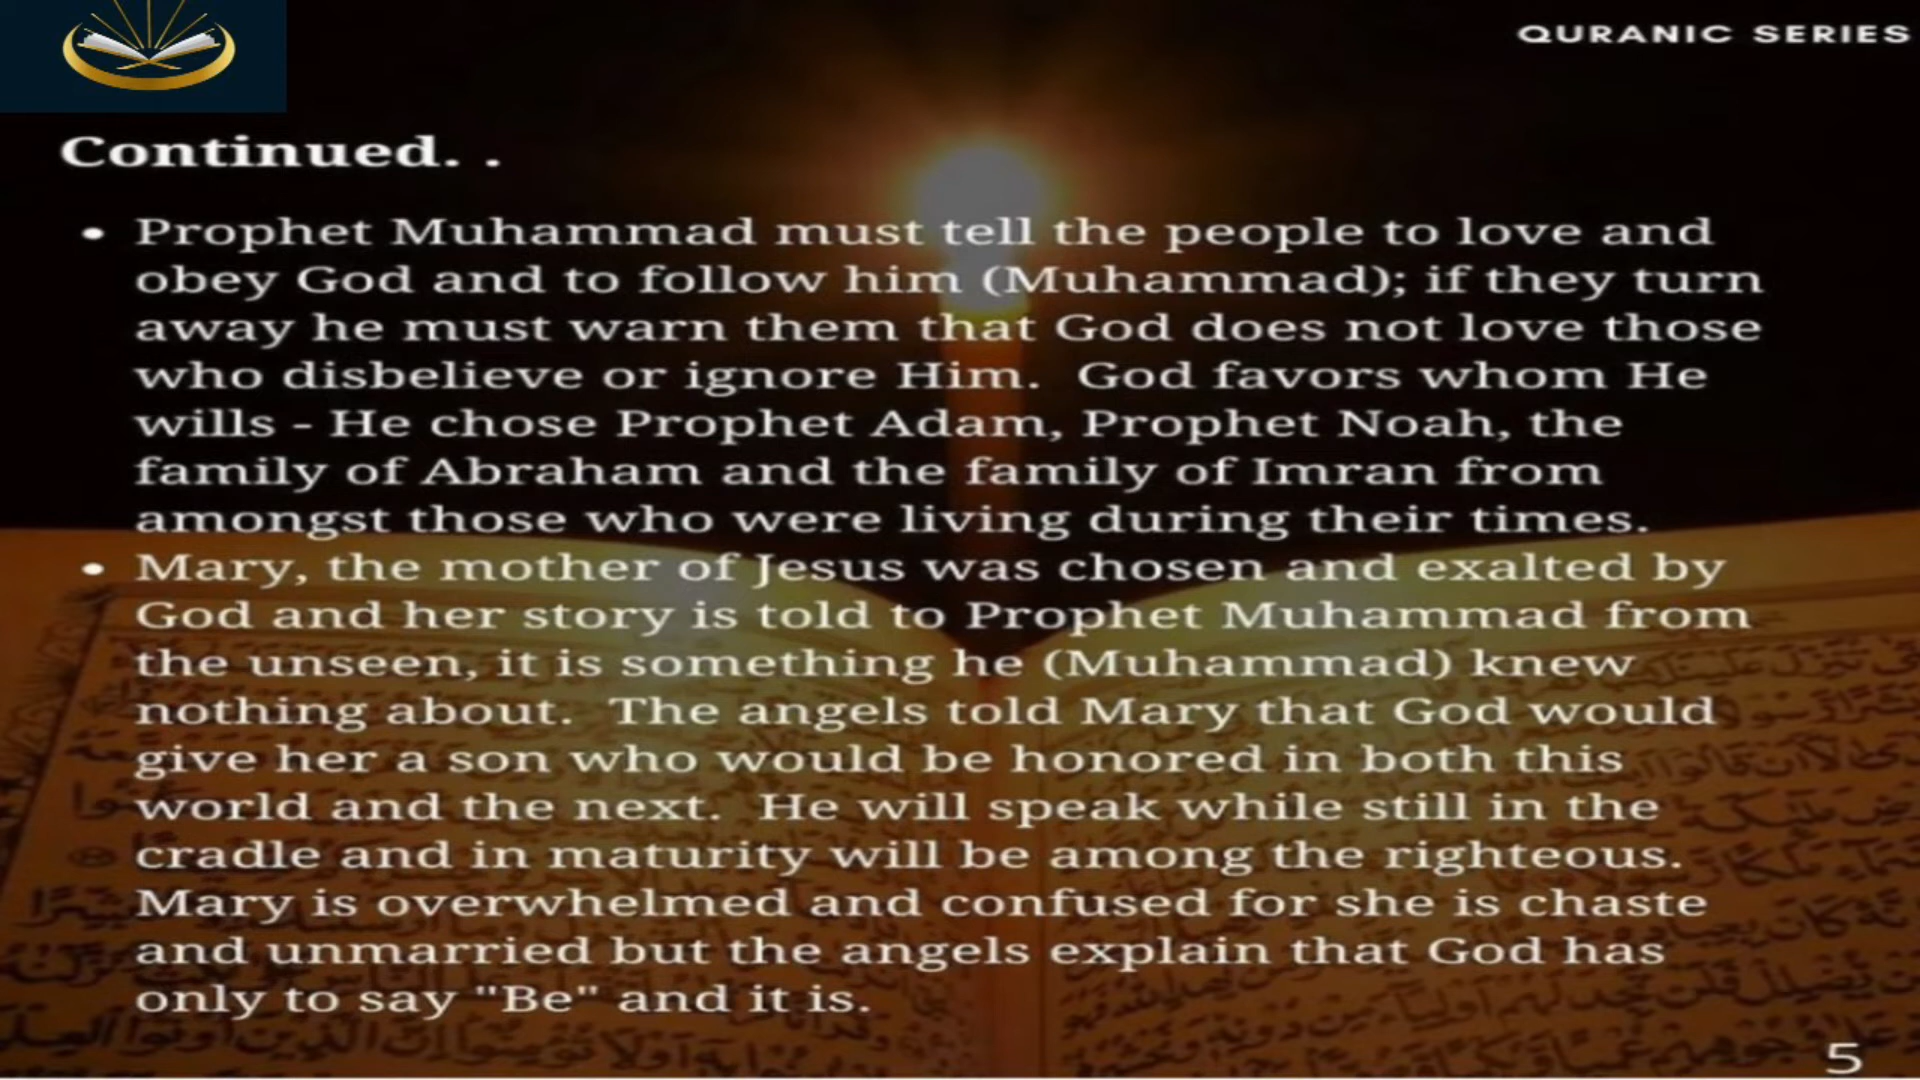 QURANIC SERIES
Continued. .
• Prophet Muhammad must tell the people to love and
obey God and to follow him (Muhammad); if they turn
away he must warn them that God does not love those
who disbelieve or ignore Him.  God favors whom He
wills - He chose Prophet Adam, Prophet Noah, the
family of Abraham and the family of Imran from
amongst those who were living during their times.
• Mary, the mother of Jesus was chosen and exalted by
God and her story is told to Prophet Muhammad from
the unseen, it is something he (Muhammad) knew
nothing about.  The angels told Mary that God would
give her a son who would be honored in both this
world and the next.  He will speak while still in the
cradle and in maturity will be among the righteous.
Mary is overwhelmed and confused for she is chaste
and unmarried but the angels explain that God has
only to say "Be" and it is.
5